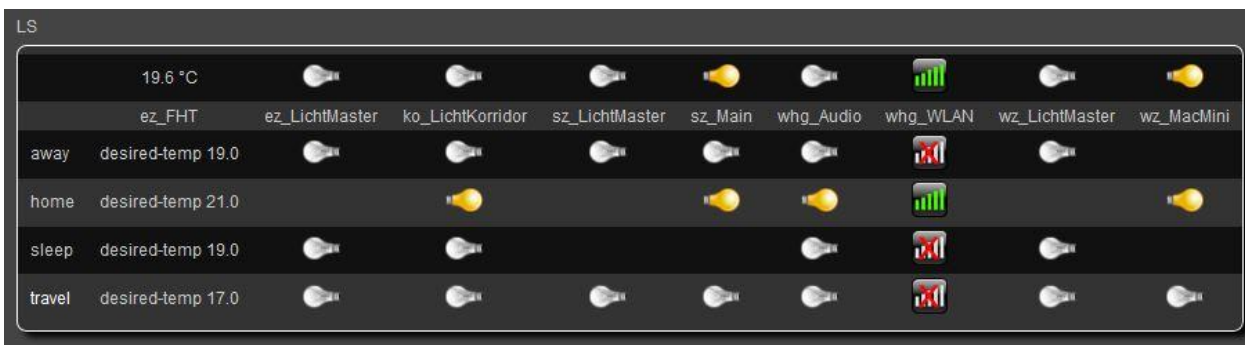 LS
19.6 °C
ez_FHT ez_LichtMaster ko_LichtKorridor sz_LichtMaster sz_Main whg_Audio whg_WLAN wz_LichtMaster wz_MacMini
away desired-temp 19.0
home desired-temp 21.0
sleep desired-temp 19.0
travel desired-temp 17.0